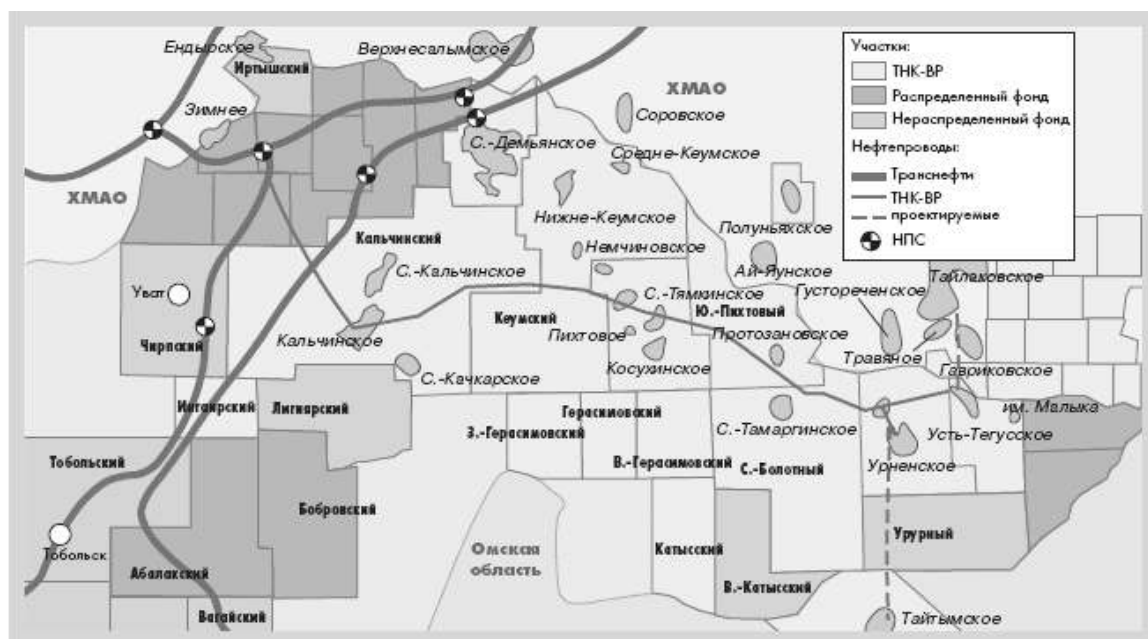 Участки:
ТНК-ВР
Распределенный фонд
Нераспределенный фонд
Нефтепроводы:
Транснефти
ТНК-ВР
проектируемые
НПС
Ендырское
Верхнесалымское
Иртышский
ХМАО
Зимнее
Соровское
С.-Демьянское
Средне-Кеумское
ХМАО
Нижне-Кеумское
Полуньяхское
Кальчинский
Немчиновское
Ай-Яунское
Тайлаковское
С.-Кальчинское
Густореченское
Уват
С.-Тямкинское
Ю.-Пихтовый
Кеумский
Пихтовое
Протозановское
Чирпский
Кальчинское
Травяное
Косухинское
Гавриковское
С.-Качкарское
Лигиярский
Герасимовский
им. Малыка
З.-Герасимовский
С.-Тамаргинское
Усть-Тегусское
Тобольский
В.-Герасимовский
С.-Болотный
Урненское
Бобровский
Урурный
Тобольск
Омская
область
Катысский
Абалакский
В.-Катысский
Вагайский
Тайтымское